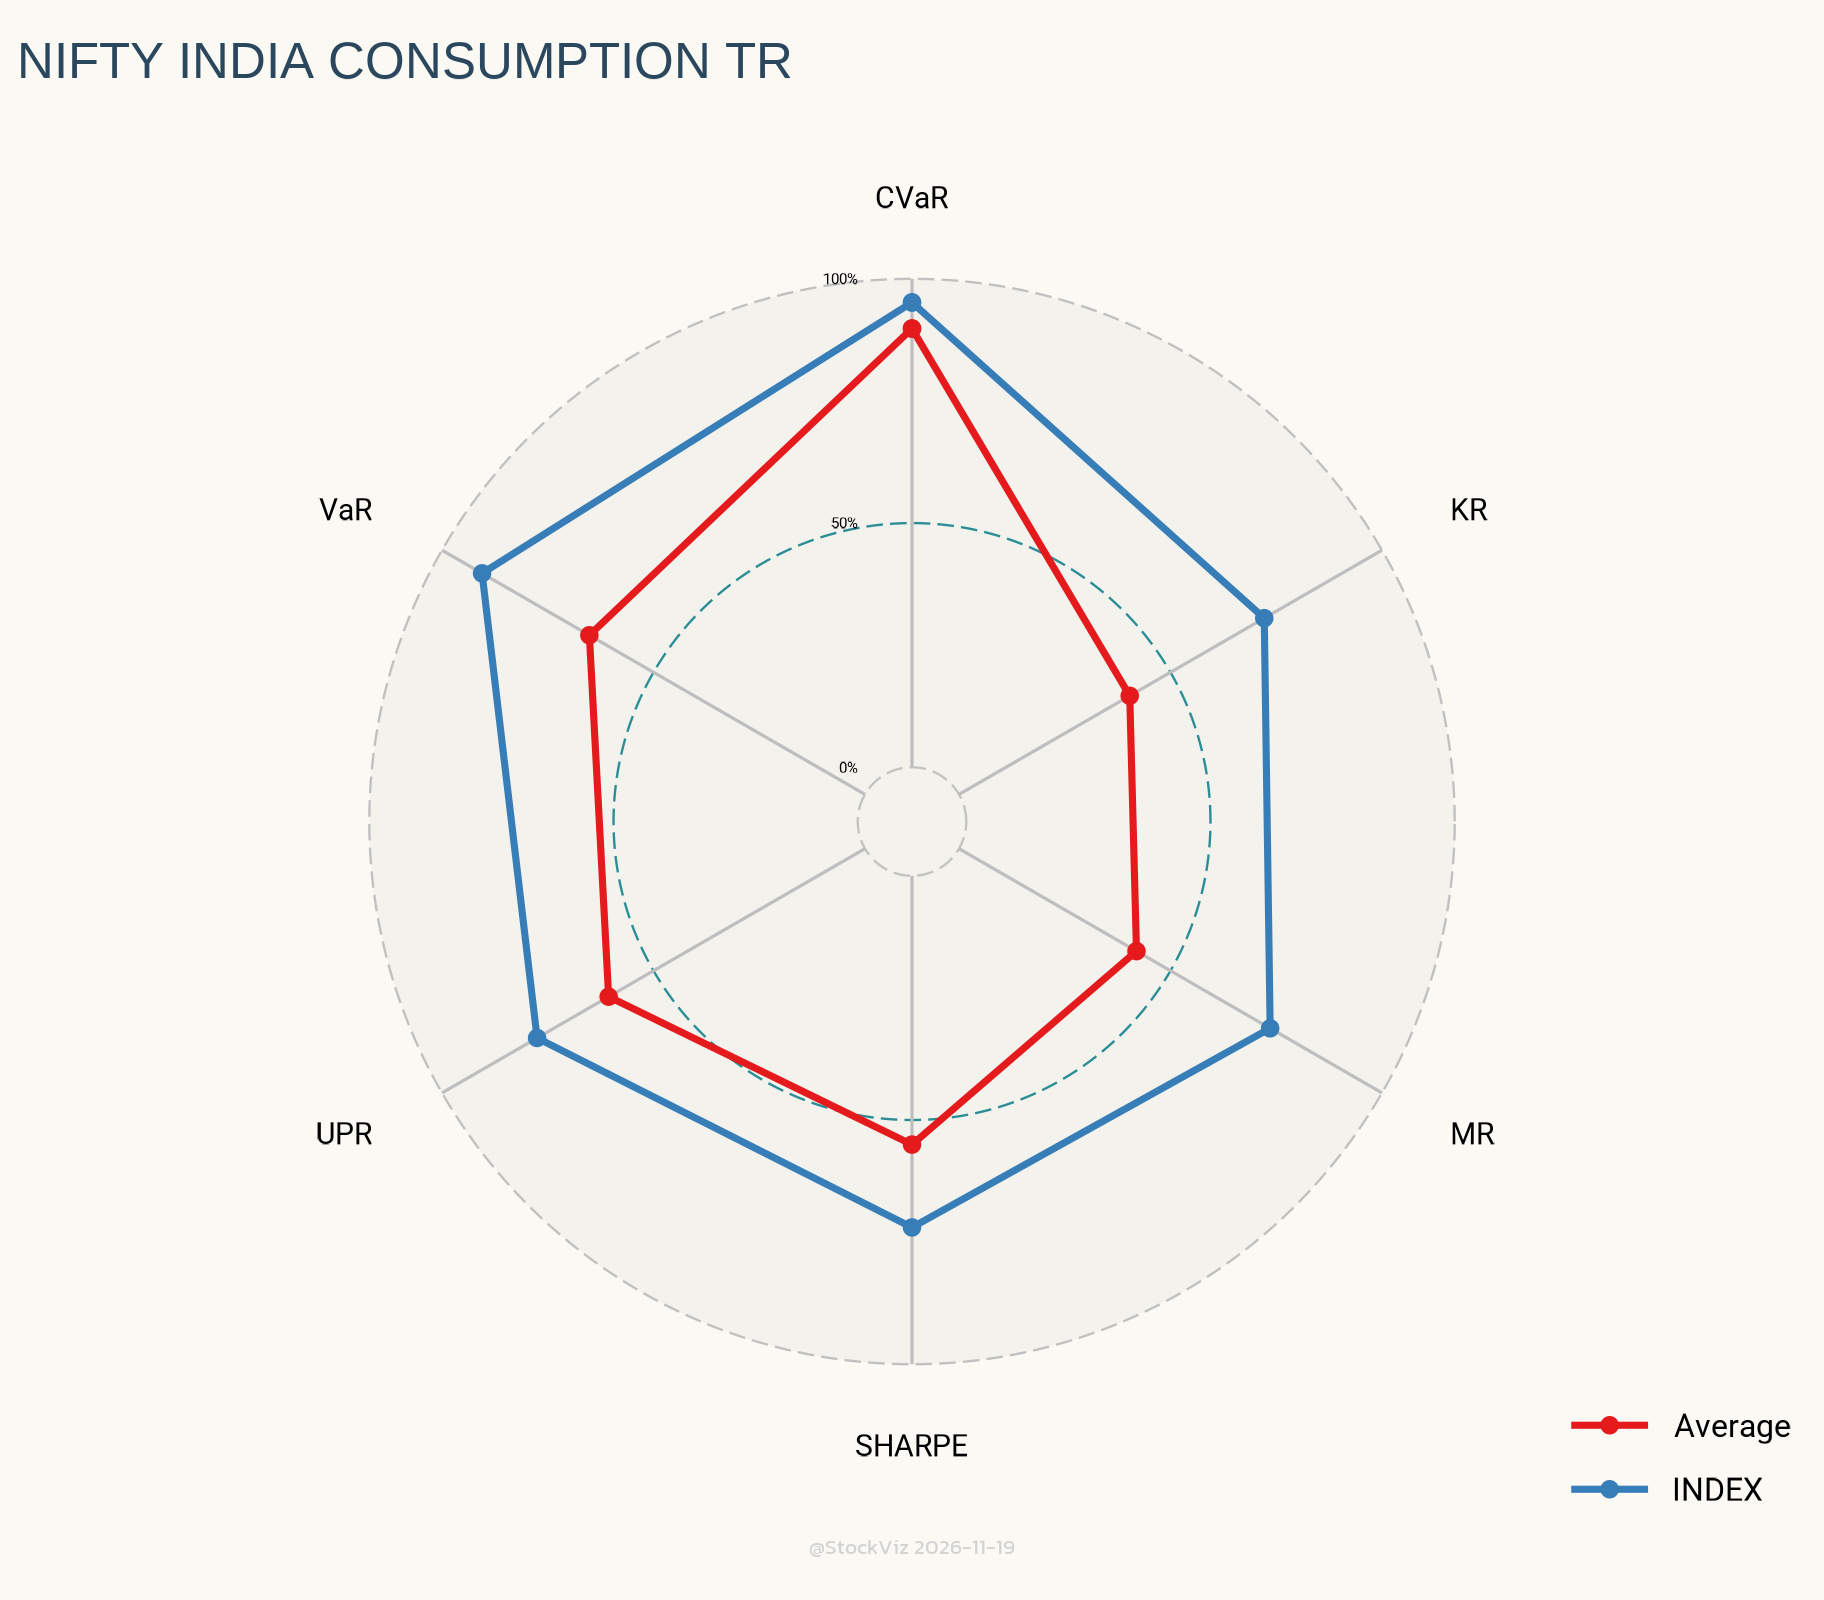 NIFTY INDIA CONSUMPTION TR
CVaR
100%
VaR
KR
50%
0%
UPR
MR
SHARPE
Average
INDEX
@StockViz 2026-11-19